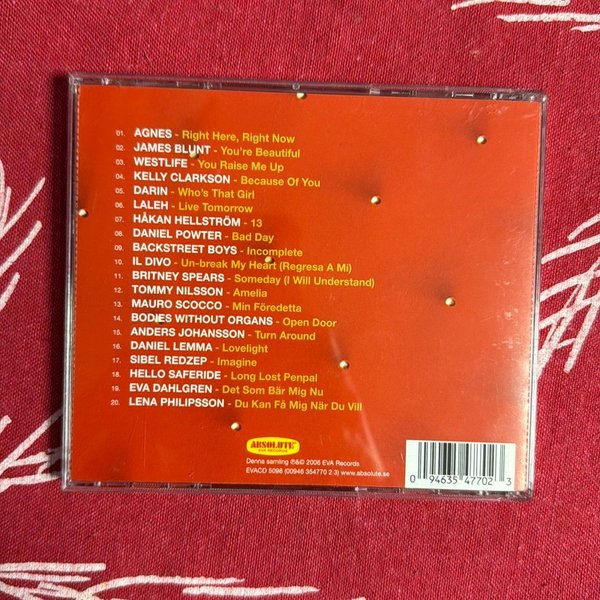 01. AGNES - Right Here, Right Now
02. JAMES BLUNT - You're Beautiful
03. WESTLIFE - You Raise Me Up
04. KELLY CLARKSON - Because Of You
05. DARIN - Who's That Girl
06. LALEH - Live Tomorrow
07. HÅKAN HELLSTRÖM - 13
08. DANIEL POWTER - Bad Day
09. BACKSTREET BOYS - Incomplete
10. IL DIVO - Un-break My Heart (Regresa A Mi)
11. BRITNEY SPEARS - Someday (I Will Understand)
12. TOMMY NILSSON - Amelia
13. MAURO SCOCCO - Min Föredetta
14. BODIES WITHOUT ORGANS - Open Door
15. ANDERS JOHANSSON - Turn Around
16. DANIEL LEMMA - Lovelight
17. SIBEL REDZEP - Imagine
18. HELLO SAFERIDE - Long Lost Penpal
19. EVA DAHLGREN - Det Som Bär Mig Nu
20. LENA PHILIPSSON - Du Kan Få Mig När Du Vill
ABSOLUTE
EVA RECORDS
Denna samling ℗&© 2006 EVA Records
EVACD 5098 (00946 354770 2 3) www.absolute.se
0 94635 47702 3